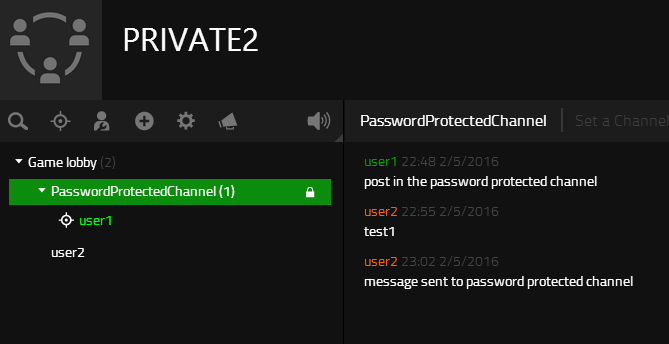 PRIVATE2
PasswordProtectedChannel
Set a Channel
Game lobby (2)
PasswordProtectedChannel (1)
user1
user2
user1 22:48 2/5/2016
post in the password protected channel
user2 22:55 2/5/2016
test1
user2 23:02 2/5/2016
message sent to password protected channel